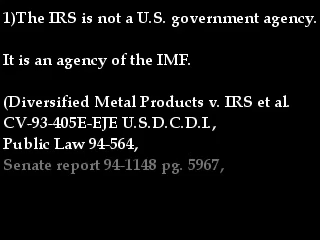 1)The IRS is not a U.S. government agency.
It is an agency of the IMF.
(Diversified Metal Products v. IRS et al.
CV-93-405E-EJE U.S.D.C.D.I.,
Public Law 94-564,
Senate report 94-1148 pg. 5967,